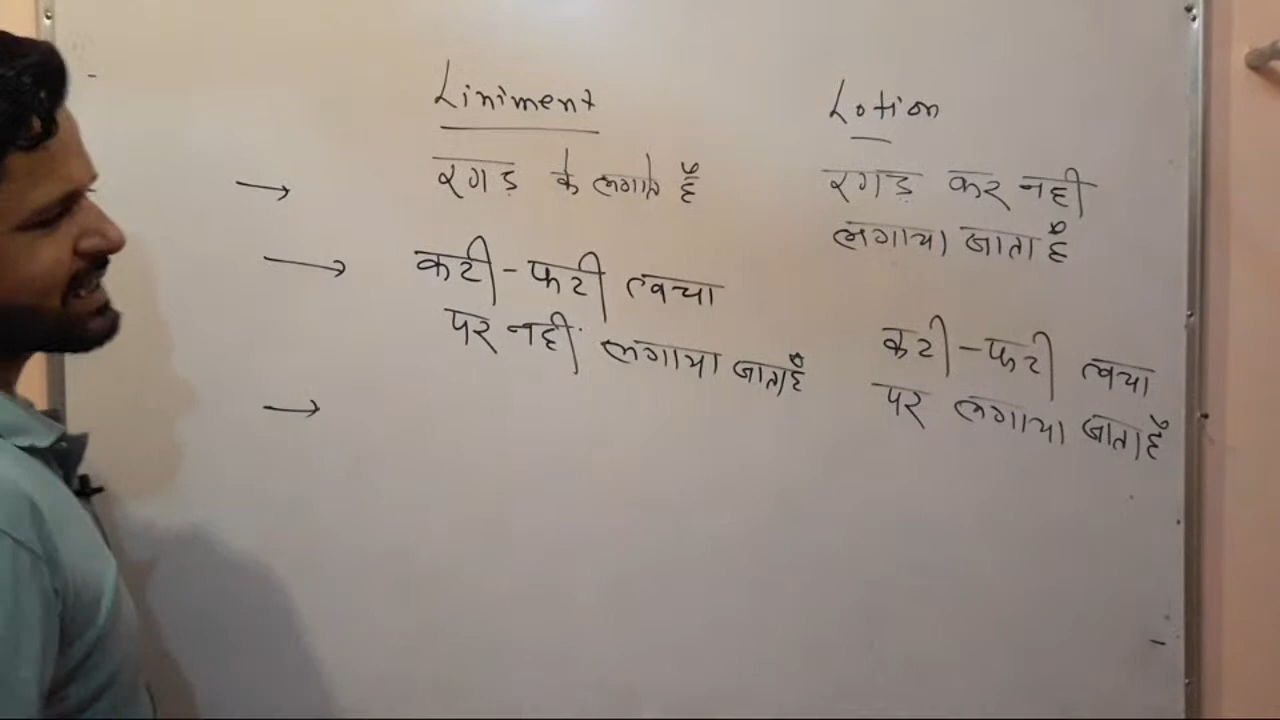 Liniment
रगड़ के लगाते हैं
कटी-फटी त्वचा
पर नहीं लगाया जाता हैं
Lotion
रगड़ कर नही
लगाया जाता हैं
कटी-फटी त्वचा
पर लगाया जाता हैं